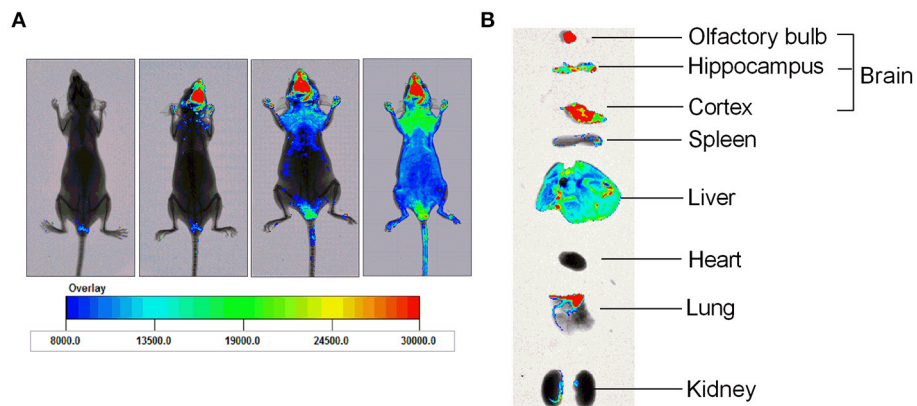 A
B
Overlay
8000.0 13500.0 19000.0 24500.0 30000.0
Olfactory bulb
Hippocampus
Brain
Cortex
Spleen
Liver
Heart
Lung
Kidney